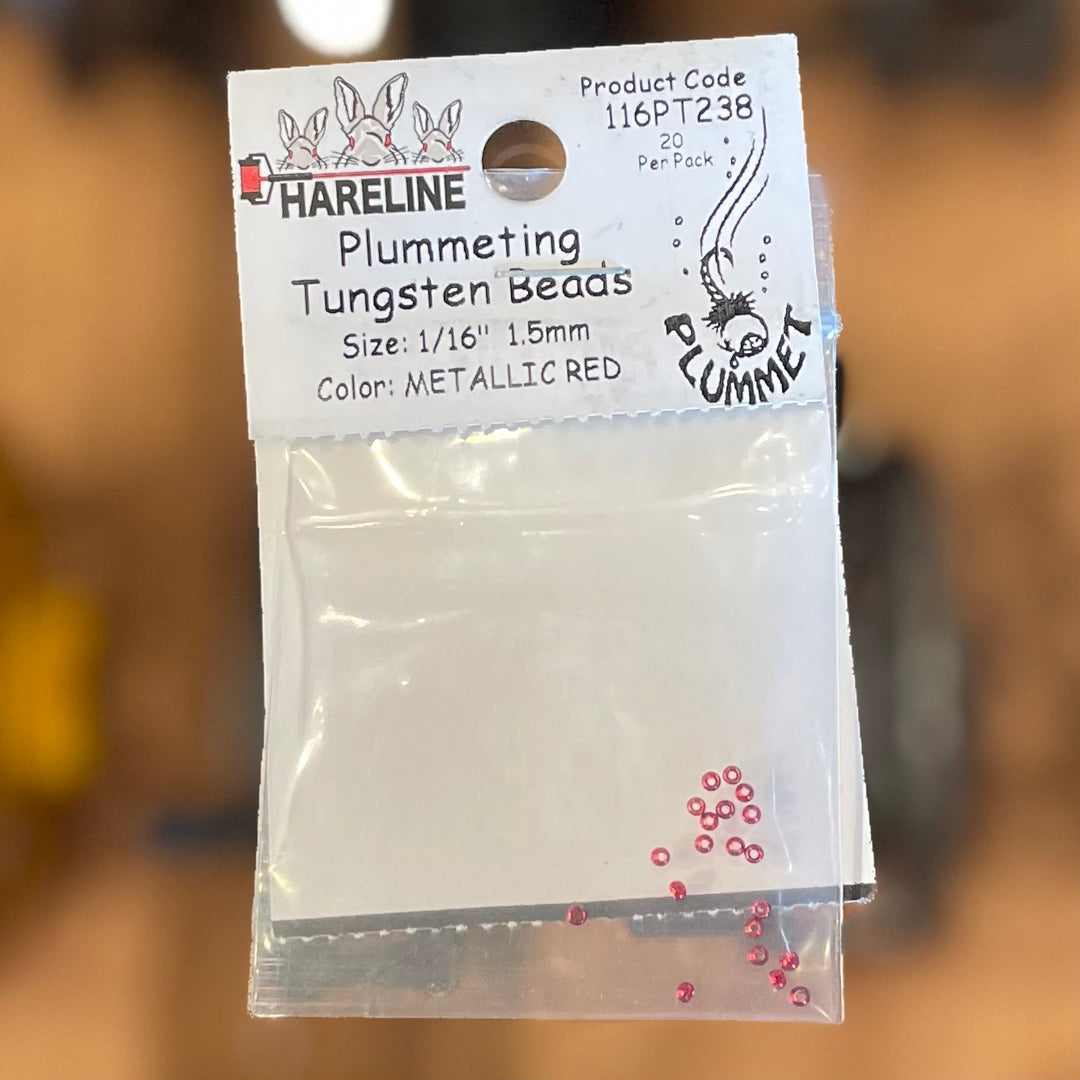 HARELINE
Product Code
116PT238
20
Per Pack
Plummeting
Tungsten Beads
Size: 1/16" 1.5mm
Color: METALLIC RED
PLUMMET